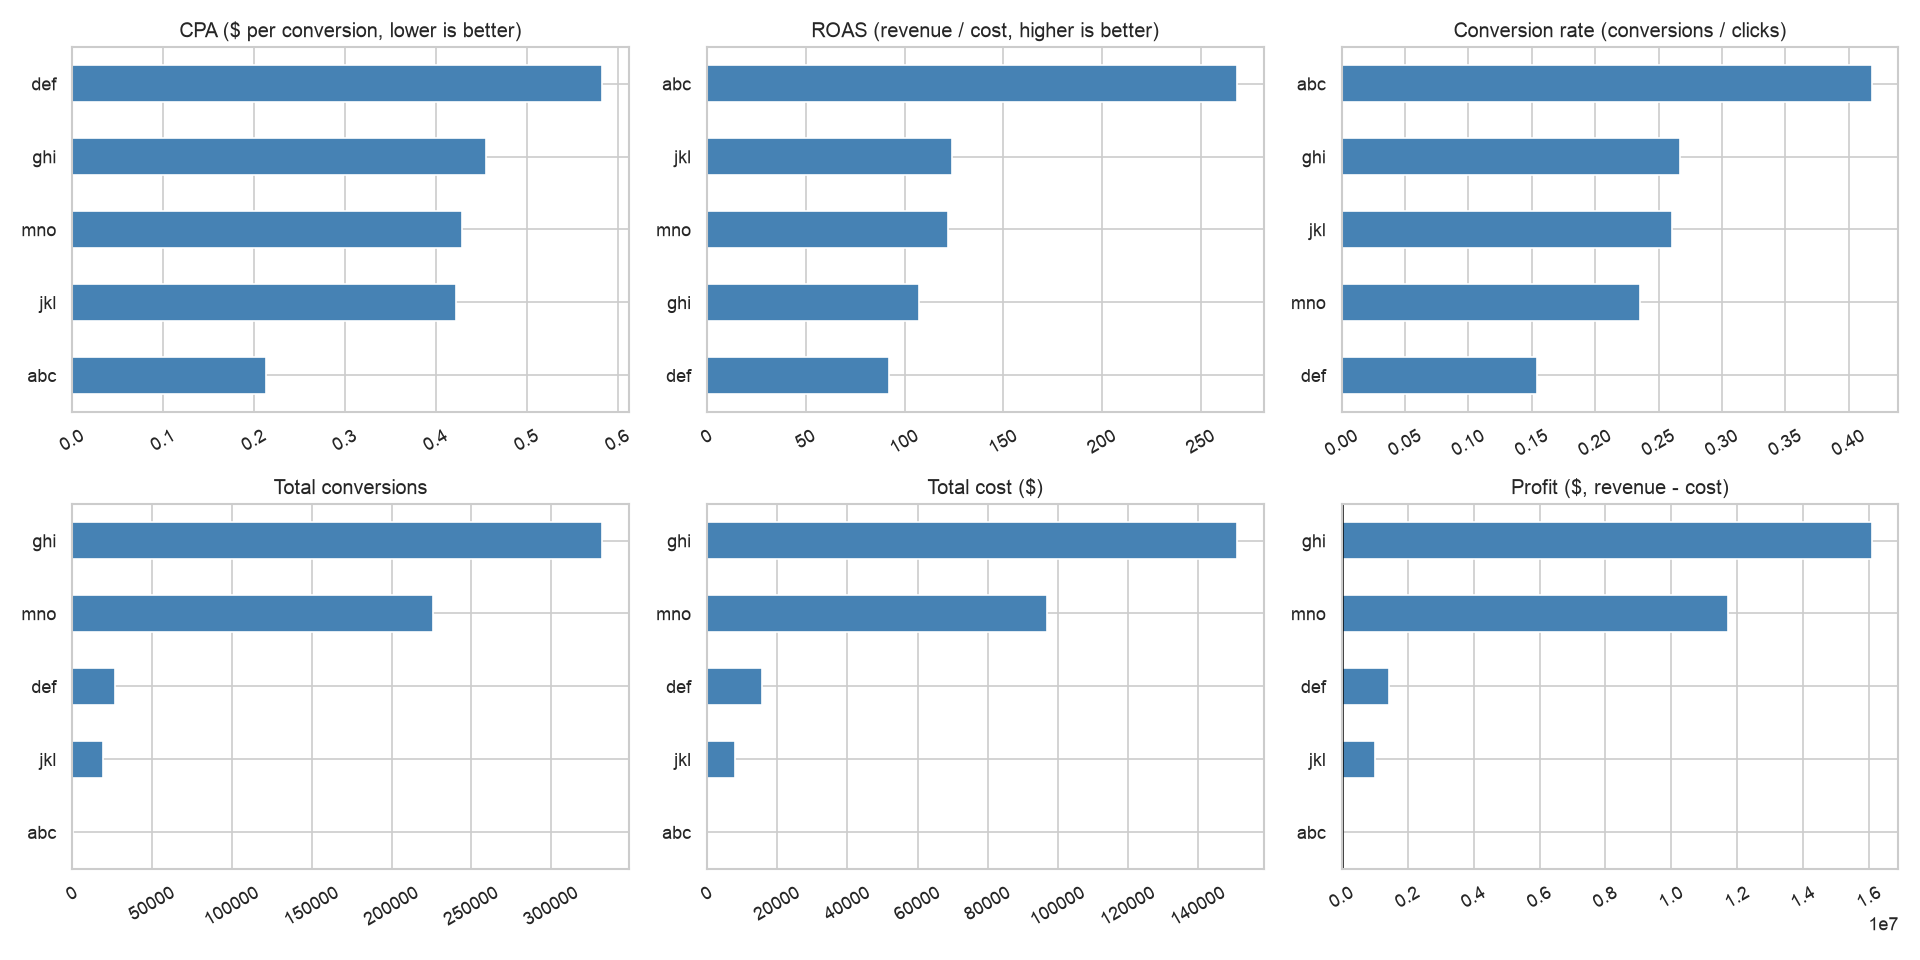 CPA ($ per conversion, lower is better)
def
ghi
mno
jkl
abc
0.0 0.1 0.2 0.3 0.4 0.5 0.6
ROAS (revenue / cost, higher is better)
abc
jkl
mno
ghi
def
0 50 100 150 200 250
Conversion rate (conversions / clicks)
abc
ghi
jkl
mno
def
0.00 0.05 0.10 0.15 0.20 0.25 0.30 0.35 0.40
Total conversions
ghi
mno
def
jkl
abc
0 50000 100000 150000 200000 250000 300000
Total cost ($)
ghi
mno
def
jkl
abc
0 20000 40000 60000 80000 100000 120000 140000
Profit ($, revenue - cost)
ghi
mno
def
jkl
abc
0.0 0.2 0.4 0.6 0.8 1.0 1.2 1.4 1.6
1e7